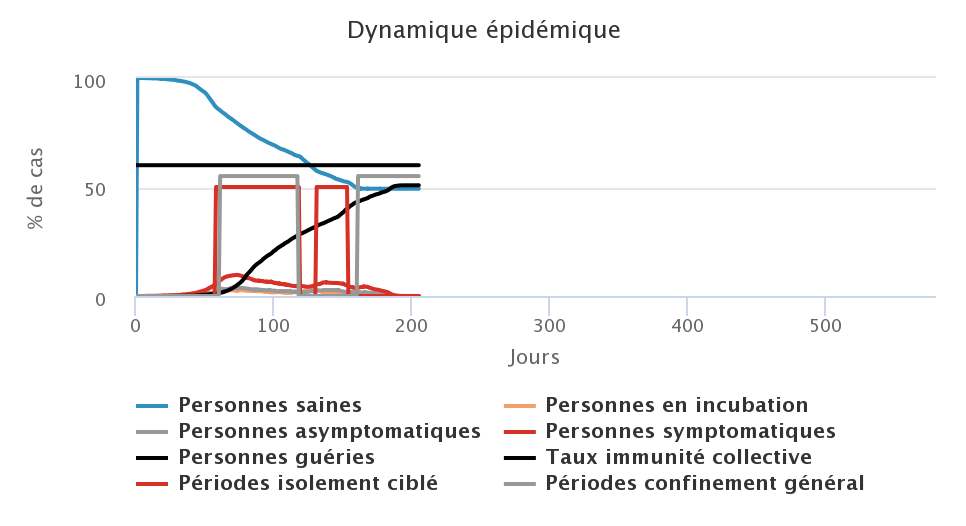 Dynamique épidémique
100
50
0
% de cas
0 100 200 300 400 500
Jours
Personnes saines
Personnes en incubation
Personnes asymptomatiques
Personnes symptomatiques
Personnes guéries
Taux immunité collective
Périodes isolement ciblé
Périodes confinement général